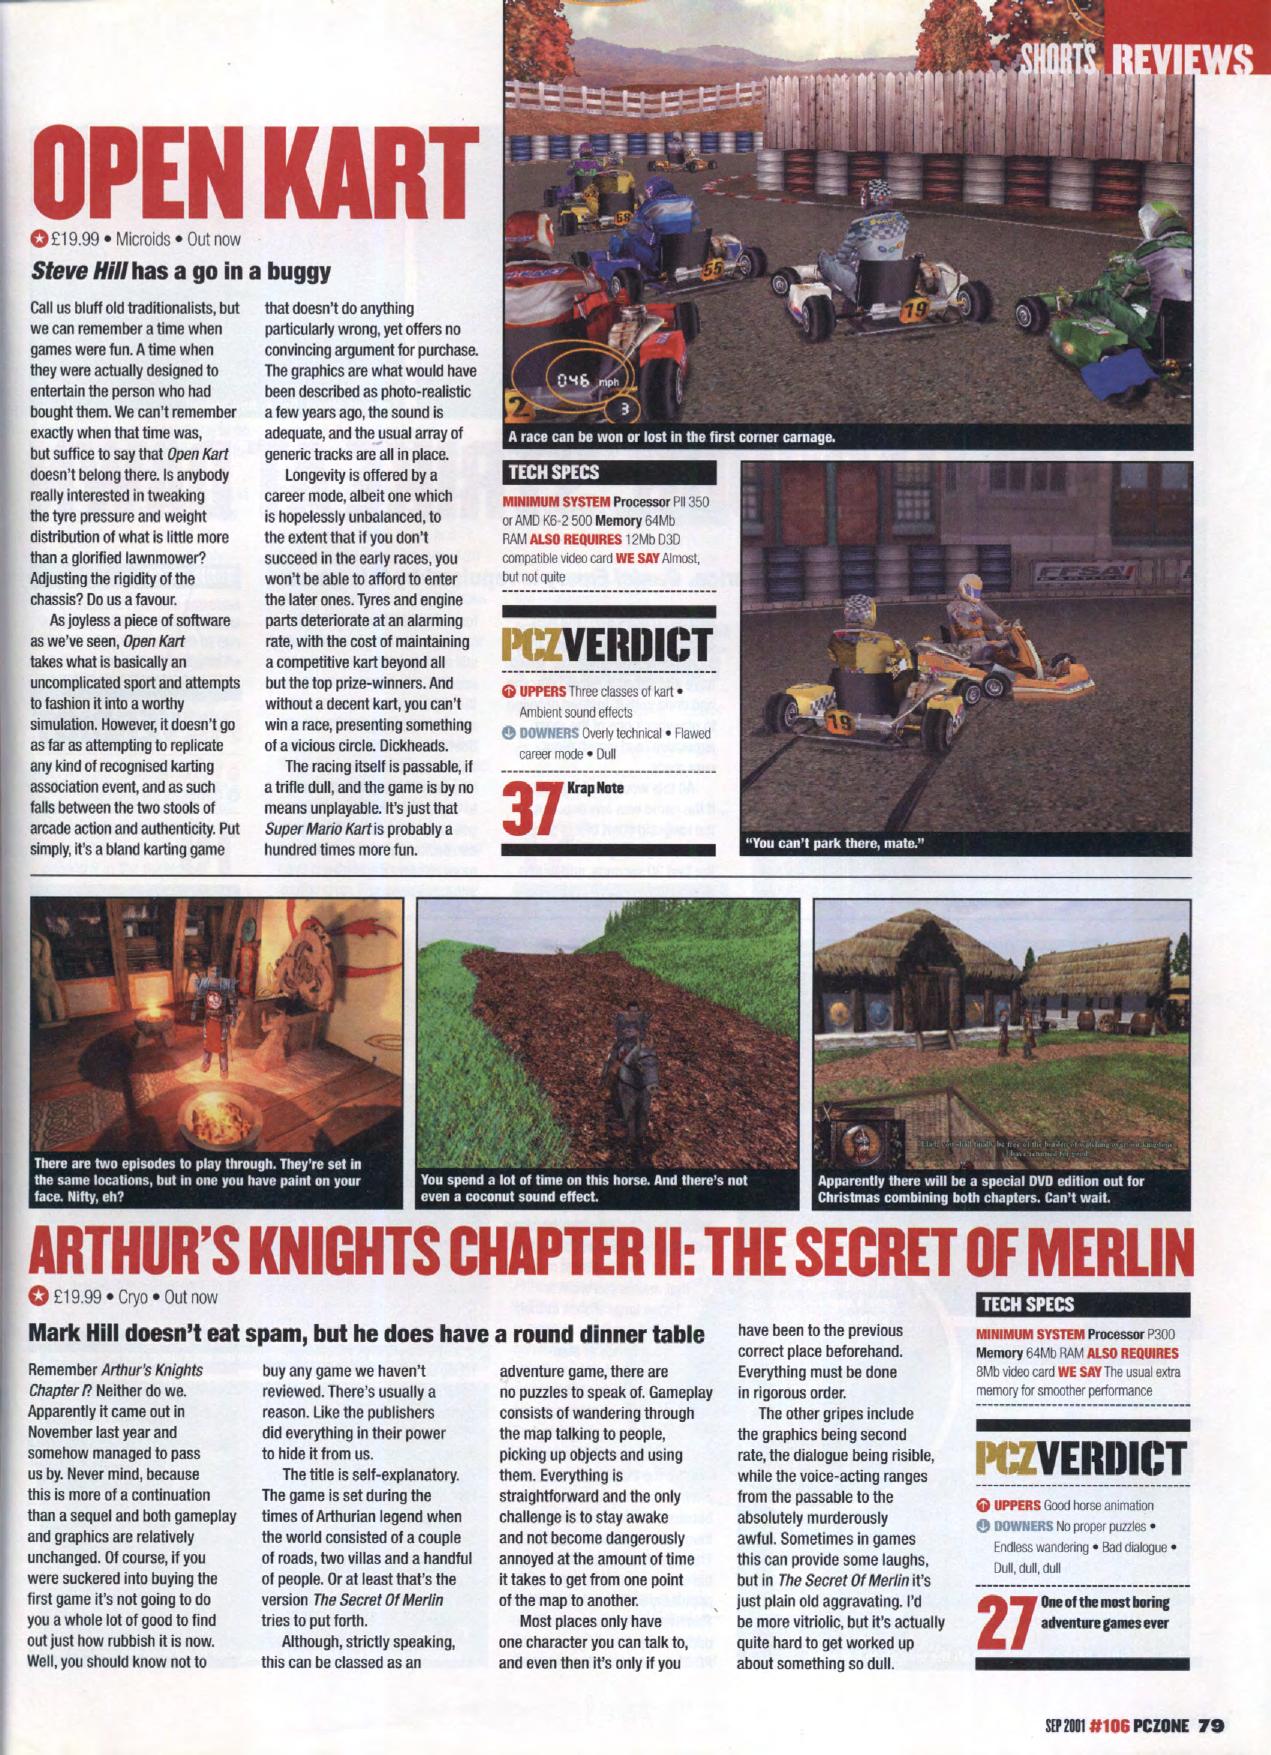 SHORTS REVIEWS
OPEN KART
£19.99 • Microids • Out now
Steve Hill has a go in a buggy
Call us bluff old traditionalists, but
we can remember a time when
games were fun. A time when
they were actually designed to
entertain the person who had
bought them. We can't remember
exactly when that time was,
but suffice to say that Open Kart
doesn't belong there. Is anybody
really interested in tweaking
the tyre pressure and weight
distribution of what is little more
than a glorified lawnmower?
Adjusting the rigidity of the
chassis? Do us a favour.
As joyless a piece of software
as we've seen, Open Kart
takes what is basically an
uncomplicated sport and attempts
to fashion it into a worthy
simulation. However, it doesn't go
as far as attempting to replicate
any kind of recognised karting
association event, and as such
falls between the two stools of
arcade action and authenticity. Put
simply, it's a bland karting game
that doesn't do anything
particularly wrong, yet offers no
convincing argument for purchase.
The graphics are what would have
been described as photo-realistic
a few years ago, the sound is
adequate, and the usual array of
generic tracks are all in place.
Longevity is offered by a
career mode, albeit one which
is hopelessly unbalanced, to
the extent that if you don't
succeed in the early races, you
won't be able to afford to enter
the later ones. Tyres and engine
parts deteriorate at an alarming
rate, with the cost of maintaining
a competitive kart beyond all
but the top prize-winners. And
without a decent kart, you can't
win a race, presenting something
of a vicious circle. Dickheads.
The racing itself is passable, if
a trifle dull, and the game is by no
means unplayable. It's just that
Super Mario Kart is probably a
hundred times more fun.
58
55
19
046 mph
2
3
A race can be won or lost in the first corner carnage.
TECH SPECS
MINIMUM SYSTEM Processor PII 350
or AMD K6-2 500 Memory 64Mb
RAM ALSO REQUIRES 12Mb D3D
compatible video card WE SAY Almost,
but not quite
PCZVERDICT
UPPERS Three classes of kart •
Ambient sound effects
DOWNERS Overly technical • Flawed
career mode • Dull
37 Krap Note
19
"You can't park there, mate."
There are two episodes to play through. They're set in
the same locations, but in one you have paint on your
face. Nifty, eh?
You spend a lot of time on this horse. And there's not
even a coconut sound effect.
Apparently there will be a special DVD edition out for
Christmas combining both chapters. Can't wait.
ARTHUR'S KNIGHTS CHAPTER II: THE SECRET OF MERLIN
£19.99 • Cryo • Out now
Mark Hill doesn't eat spam, but he does have a round dinner table
Remember Arthur's Knights
Chapter I? Neither do we.
Apparently it came out in
November last year and
somehow managed to pass
us by. Never mind, because
this is more of a continuation
than a sequel and both gameplay
and graphics are relatively
unchanged. Of course, if you
were suckered into buying the
first game it's not going to do
you a whole lot of good to find
out just how rubbish it is now.
Well, you should know not to
buy any game we haven't
reviewed. There's usually a
reason. Like the publishers
did everything in their power
to hide it from us.
The title is self-explanatory.
The game is set during the
times of Arthurian legend when
the world consisted of a couple
of roads, two villas and a handful
of people. Or at least that's the
version The Secret Of Merlin
tries to put forth.
Although, strictly speaking,
this can be classed as an
adventure game, there are
no puzzles to speak of. Gameplay
consists of wandering through
the map talking to people,
picking up objects and using
them. Everything is
straightforward and the only
challenge is to stay awake
and not become dangerously
annoyed at the amount of time
it takes to get from one point
of the map to another.
Most places only have
one character you can talk to,
and even then it's only if you
have been to the previous
correct place beforehand.
Everything must be done
in rigorous order.
The other gripes include
the graphics being second
rate, the dialogue being risible,
while the voice-acting ranges
from the passable to the
absolutely murderously
awful. Sometimes in games
this can provide some laughs,
but in The Secret Of Merlin it's
just plain old aggravating. I'd
be more vitriolic, but it's actually
quite hard to get worked up
about something so dull.
TECH SPECS
MINIMUM SYSTEM Processor P300
Memory 64Mb RAM ALSO REQUIRES
8Mb video card WE SAY The usual extra
memory for smoother performance
PCZVERDICT
UPPERS Good horse animation
DOWNERS No proper puzzles •
Endless wandering • Bad dialogue •
Dull, dull, dull
27 One of the most boring
adventure games ever
SEP 2001 #106 PCZONE 79